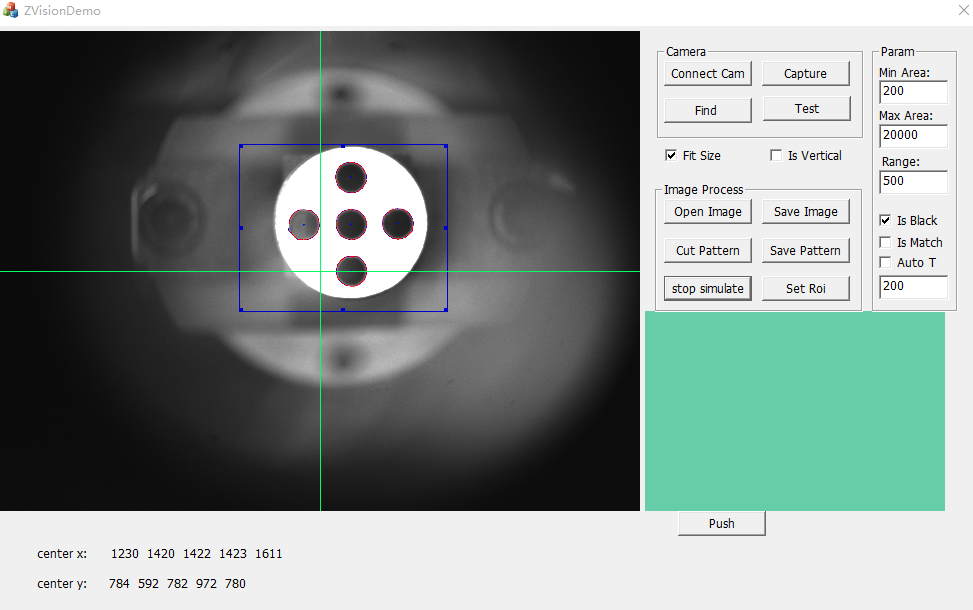 ZVisionDemo
Camera
Connect Cam
Capture
Find
Test
Fit Size
Is Vertical
Image Process
Open Image
Save Image
Cut Pattern
Save Pattern
stop simulate
Set Roi
Param
Min Area:
200
Max Area:
20000
Range:
500
Is Black
Is Match
Auto T
200
Push
center x: 1230 1420 1422 1423 1611
center y: 784 592 782 972 780